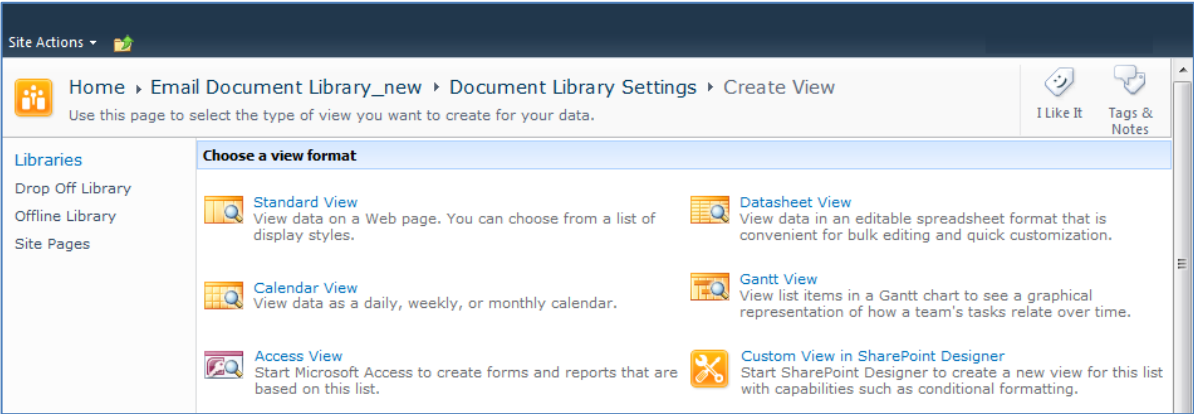 Site Actions
Home ▸ Email Document Library_new ▸ Document Library Settings ▸ Create View
Use this page to select the type of view you want to create for your data.
I Like It
Tags &
Notes
Libraries
Drop Off Library
Offline Library
Site Pages
Choose a view format
Standard View
View data on a Web page. You can choose from a list of
display styles.
Datasheet View
View data in an editable spreadsheet format that is
convenient for bulk editing and quick customization.
Calendar View
View data as a daily, weekly, or monthly calendar.
Gantt View
View list items in a Gantt chart to see a graphical
representation of how a team's tasks relate over time.
Access View
Start Microsoft Access to create forms and reports that are
based on this list.
Custom View in SharePoint Designer
Start SharePoint Designer to create a new view for this list
with capabilities such as conditional formatting.